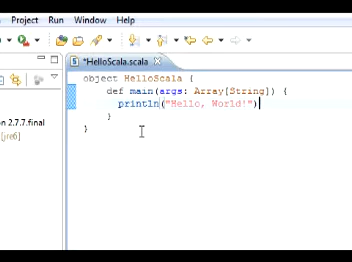 Project Run Window Help
*HelloScala.scala
object HelloScala {
def main(args: Array[String]) {
println("Hello, World!")
}
}
n 2.7.7.final
[jre6]